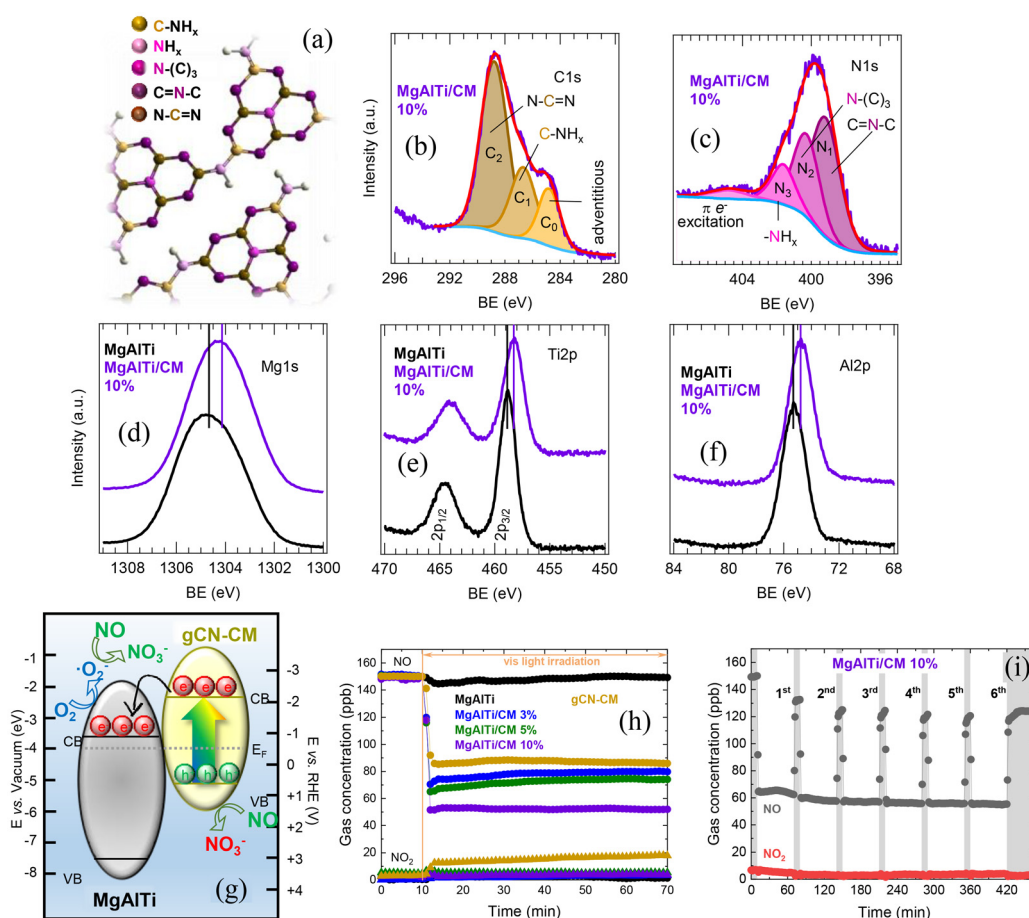 C-NHx
NHx
N-(C)3
C=N-C
N-C=N
(a)
Intensity (a.u.)
MgAlTi/CM
10%
C1s
N-C=N
C-NHx
(b)
C2
C1
C0
adventitious
296 292 288 286 284 280
BE (eV)
MgAlTi/CM
10%
N1s
N-(C)3
C=N-C
(c)
N1
N2
N3
π e-
excitation
-NHx
404 400 396
BE (eV)
Intensity (a.u.)
MgAlTi
MgAlTi/CM
10%
Mg1s
(d)
1308 1306 1304 1302 1300
BE (eV)
MgAlTi
MgAlTi/CM
10%
Ti2p
(e)
2p1/2
2p3/2
470 465 460 455 450
BE (eV)
MgAlTi
MgAlTi/CM
10%
Al2p
(f)
84 80 76 72 68
BE (eV)
E vs. Vacuum (eV)
-1
-2
-3
-4
-5
-6
-7
-8
NO
NO3-
·O2-
O2
gCN-CM
e e e
e e e
CB
CB
EF
h h h
VB
VB
NO
NO3-
MgAlTi
(g)
-3
-2
-1
0
+1
+2
+3
+4
E vs. RHE (V)
Gas concentration (ppb)
160
140
120
100
80
60
40
20
0
NO
vis light irradiation
MgAlTi
gCN-CM
MgAlTi/CM 3%
MgAlTi/CM 5%
MgAlTi/CM 10%
(h)
NO2
0 10 20 30 40 50 60 70
Time (min)
Gas concentration (ppb)
160
140
120
100
80
60
40
20
0
MgAlTi/CM 10%
(i)
1st 2nd 3rd 4th 5th 6th
NO
NO2
0 60 120 180 240 300 360 420
Time (min)